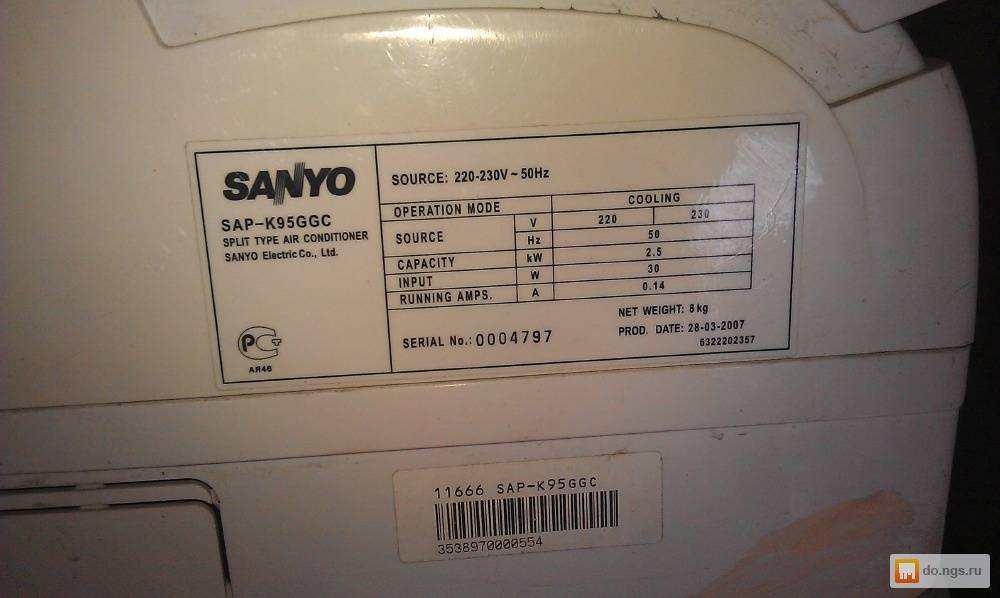 SANYO
SAP-K95GGC
SPLIT TYPE AIR CONDITIONER
SANYO Electric Co., Ltd.
PCT
AЯ46
SOURCE: 220-230V ~ 50Hz
OPERATION MODE COOLING
SOURCE V 220 230
Hz 50
CAPACITY kW 2.5
INPUT W 30
RUNNING AMPS. A 0.14
NET WEIGHT: 8kg
SERIAL No.: 0004797
PROD. DATE: 28-03-2007
6322202357
11666 SAP-K95GGC
3538970000554
do.ngs.ru